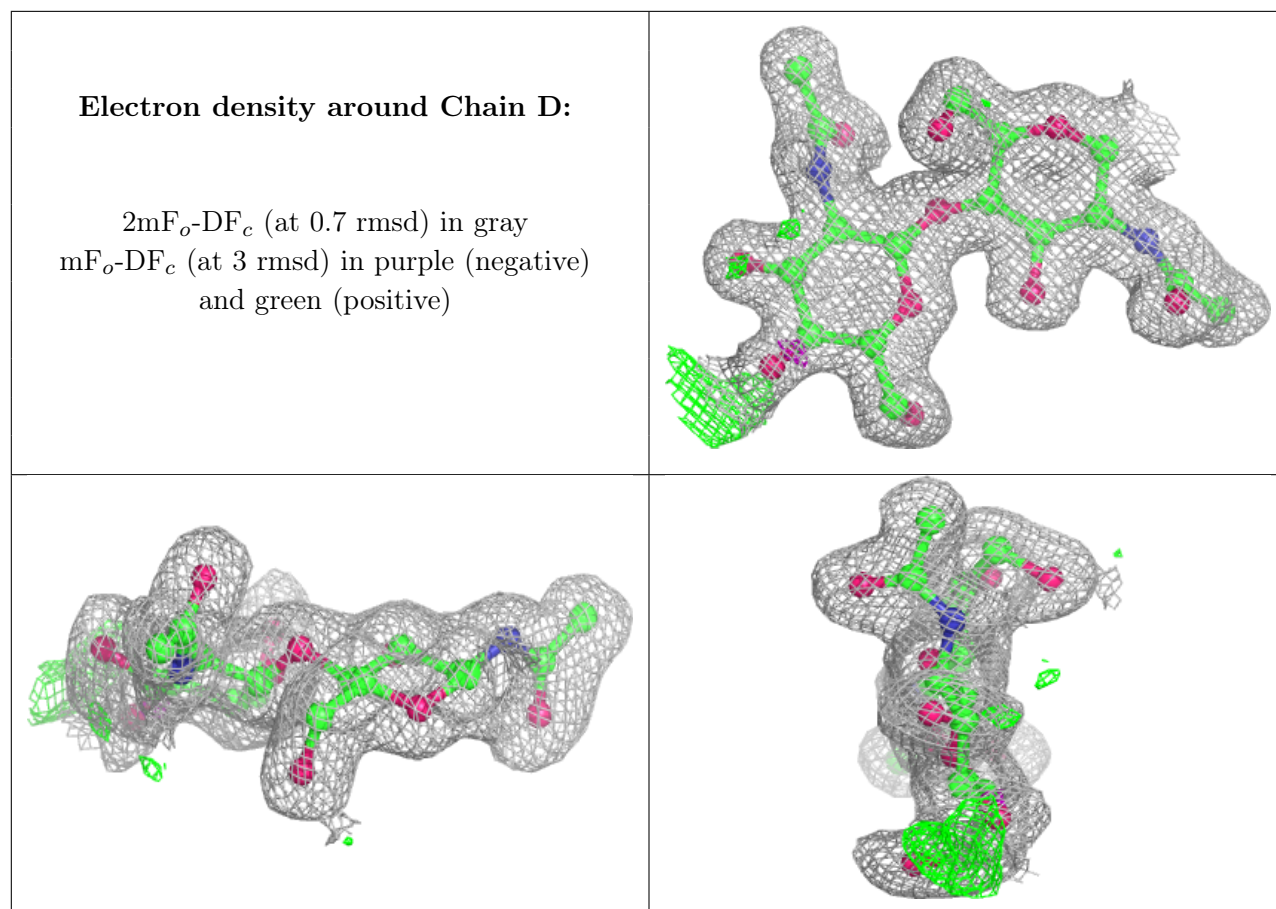 Electron density around Chain D:
2mFₒ-DF𝒸 (at 0.7 rmsd) in gray
mFₒ-DF𝒸 (at 3 rmsd) in purple (negative)
and green (positive)